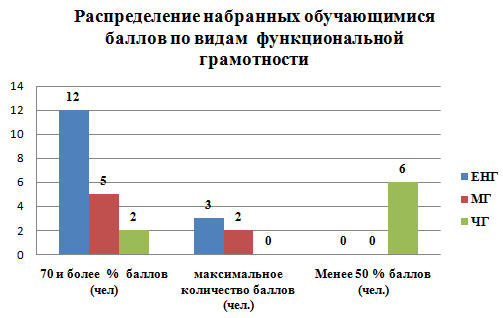 Распределение набранных обучающимися
баллов по видам функциональной
грамотности
14
12
10
8
6
4
2
0
12
5
2
3
2
0
0
0
6
70 и более % баллов
(чел)
максимальное
количество баллов
(чел.)
Менее 50 % баллов
(чел.)
ЕНГ
МГ
ЧГ